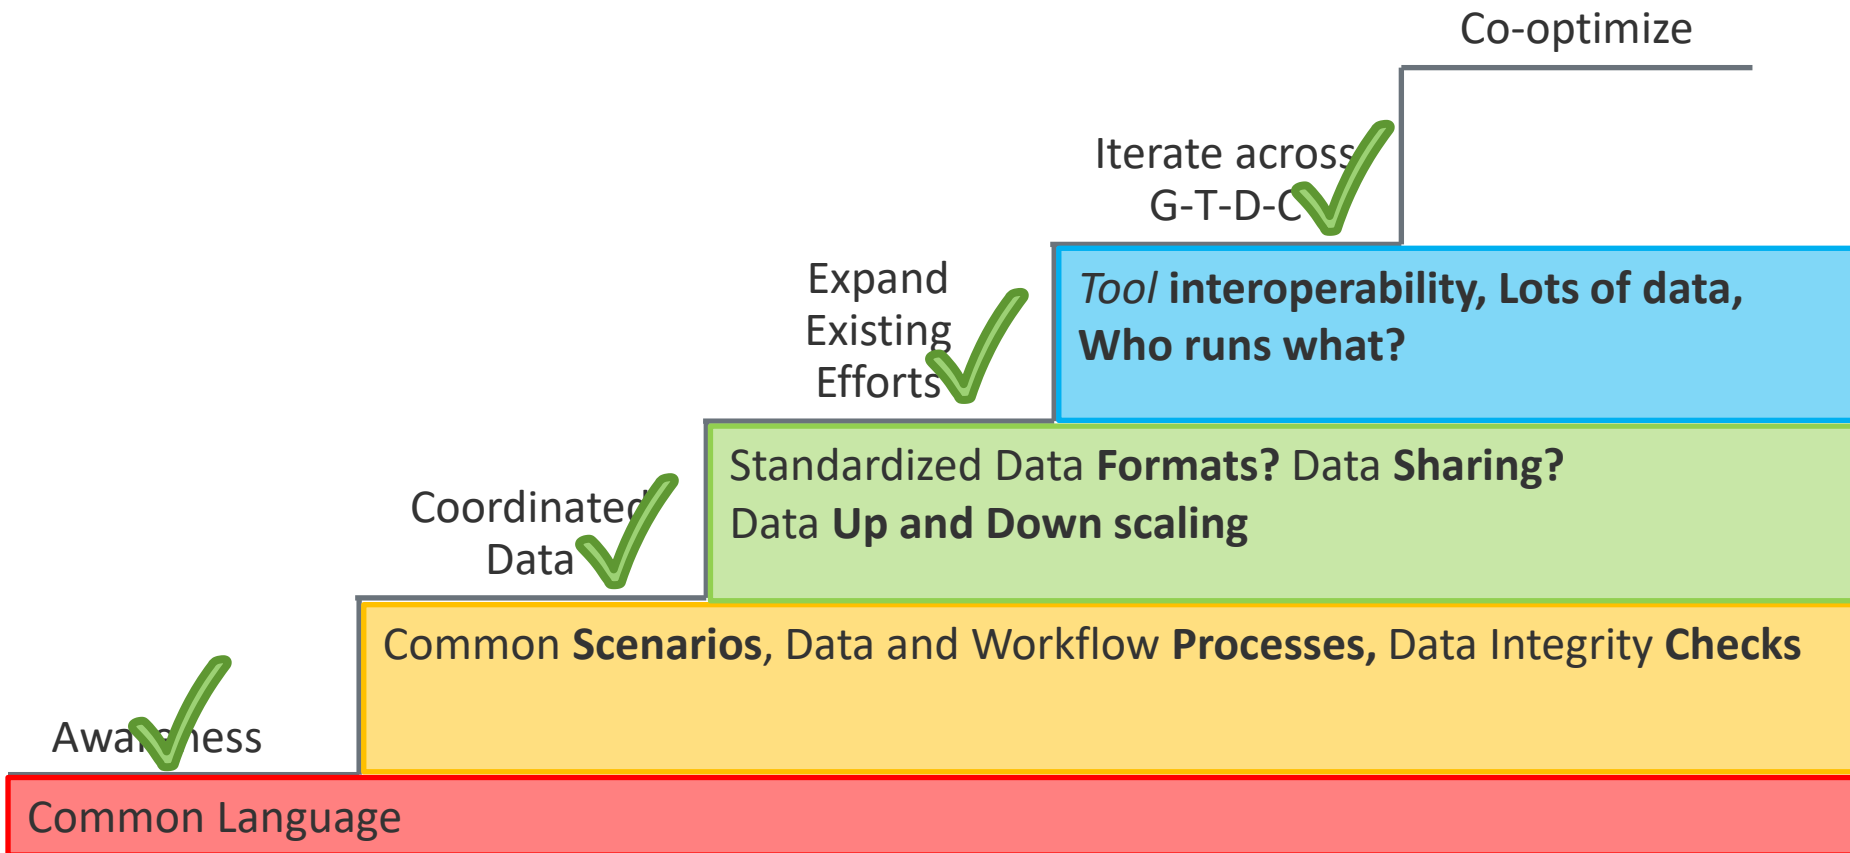 Co-optimize
Iterate across
G-T-D-C
Expand
Existing
Efforts
Tool interoperability, Lots of data,
Who runs what?
Coordinated
Data
Standardized Data Formats? Data Sharing?
Data Up and Down scaling
Common Scenarios, Data and Workflow Processes, Data Integrity Checks
Awareness
Common Language